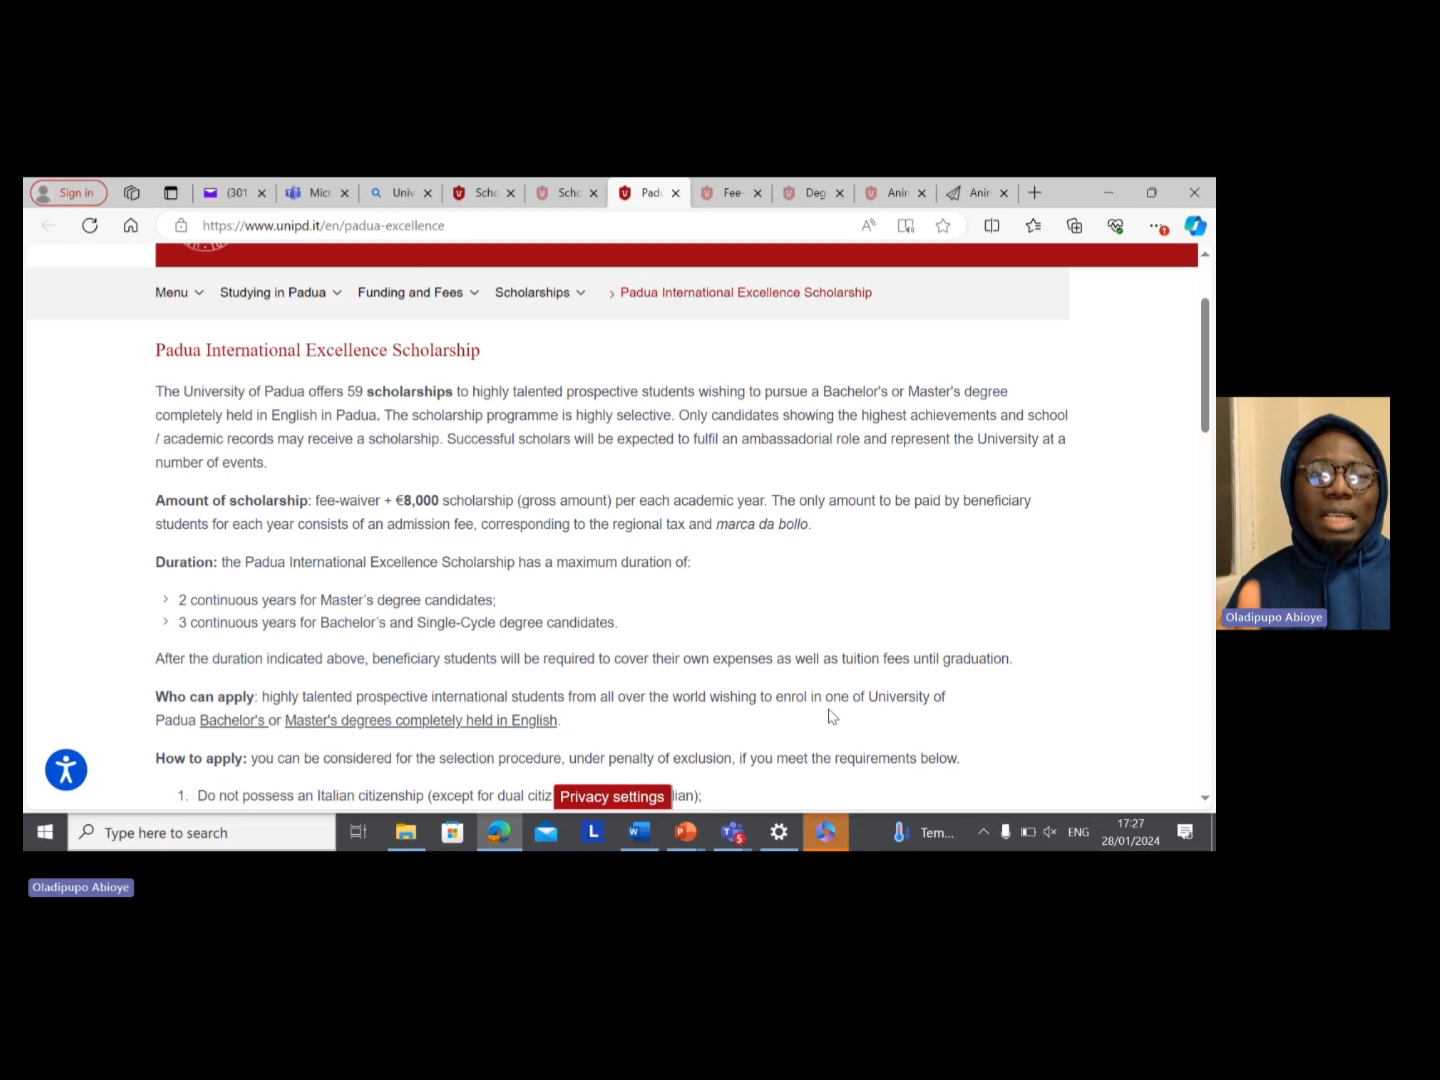 Sign in
(301
Micr
Univ
Scho
Scho
Padu
Fee-
Deg
Anin
Anin
https://www.unipd.it/en/padua-excellence
Menu Studying in Padua Funding and Fees Scholarships › Padua International Excellence Scholarship
Padua International Excellence Scholarship
The University of Padua offers 59 scholarships to highly talented prospective students wishing to pursue a Bachelor's or Master's degree
completely held in English in Padua. The scholarship programme is highly selective. Only candidates showing the highest achievements and school
/ academic records may receive a scholarship. Successful scholars will be expected to fulfil an ambassadorial role and represent the University at a
number of events.
Amount of scholarship: fee-waiver + €8,000 scholarship (gross amount) per each academic year. The only amount to be paid by beneficiary
students for each year consists of an admission fee, corresponding to the regional tax and marca da bollo.
Duration: the Padua International Excellence Scholarship has a maximum duration of:
› 2 continuous years for Master's degree candidates;
› 3 continuous years for Bachelor's and Single-Cycle degree candidates.
After the duration indicated above, beneficiary students will be required to cover their own expenses as well as tuition fees until graduation.
Who can apply: highly talented prospective international students from all over the world wishing to enrol in one of University of
Padua Bachelor's or Master's degrees completely held in English.
How to apply: you can be considered for the selection procedure, under penalty of exclusion, if you meet the requirements below.
1. Do not possess an Italian citizenship (except for dual citiz
Privacy settings
lian);
Type here to search
Tem...
ENG
17:27
28/01/2024
Oladipupo Abioye
Oladipupo Abioye